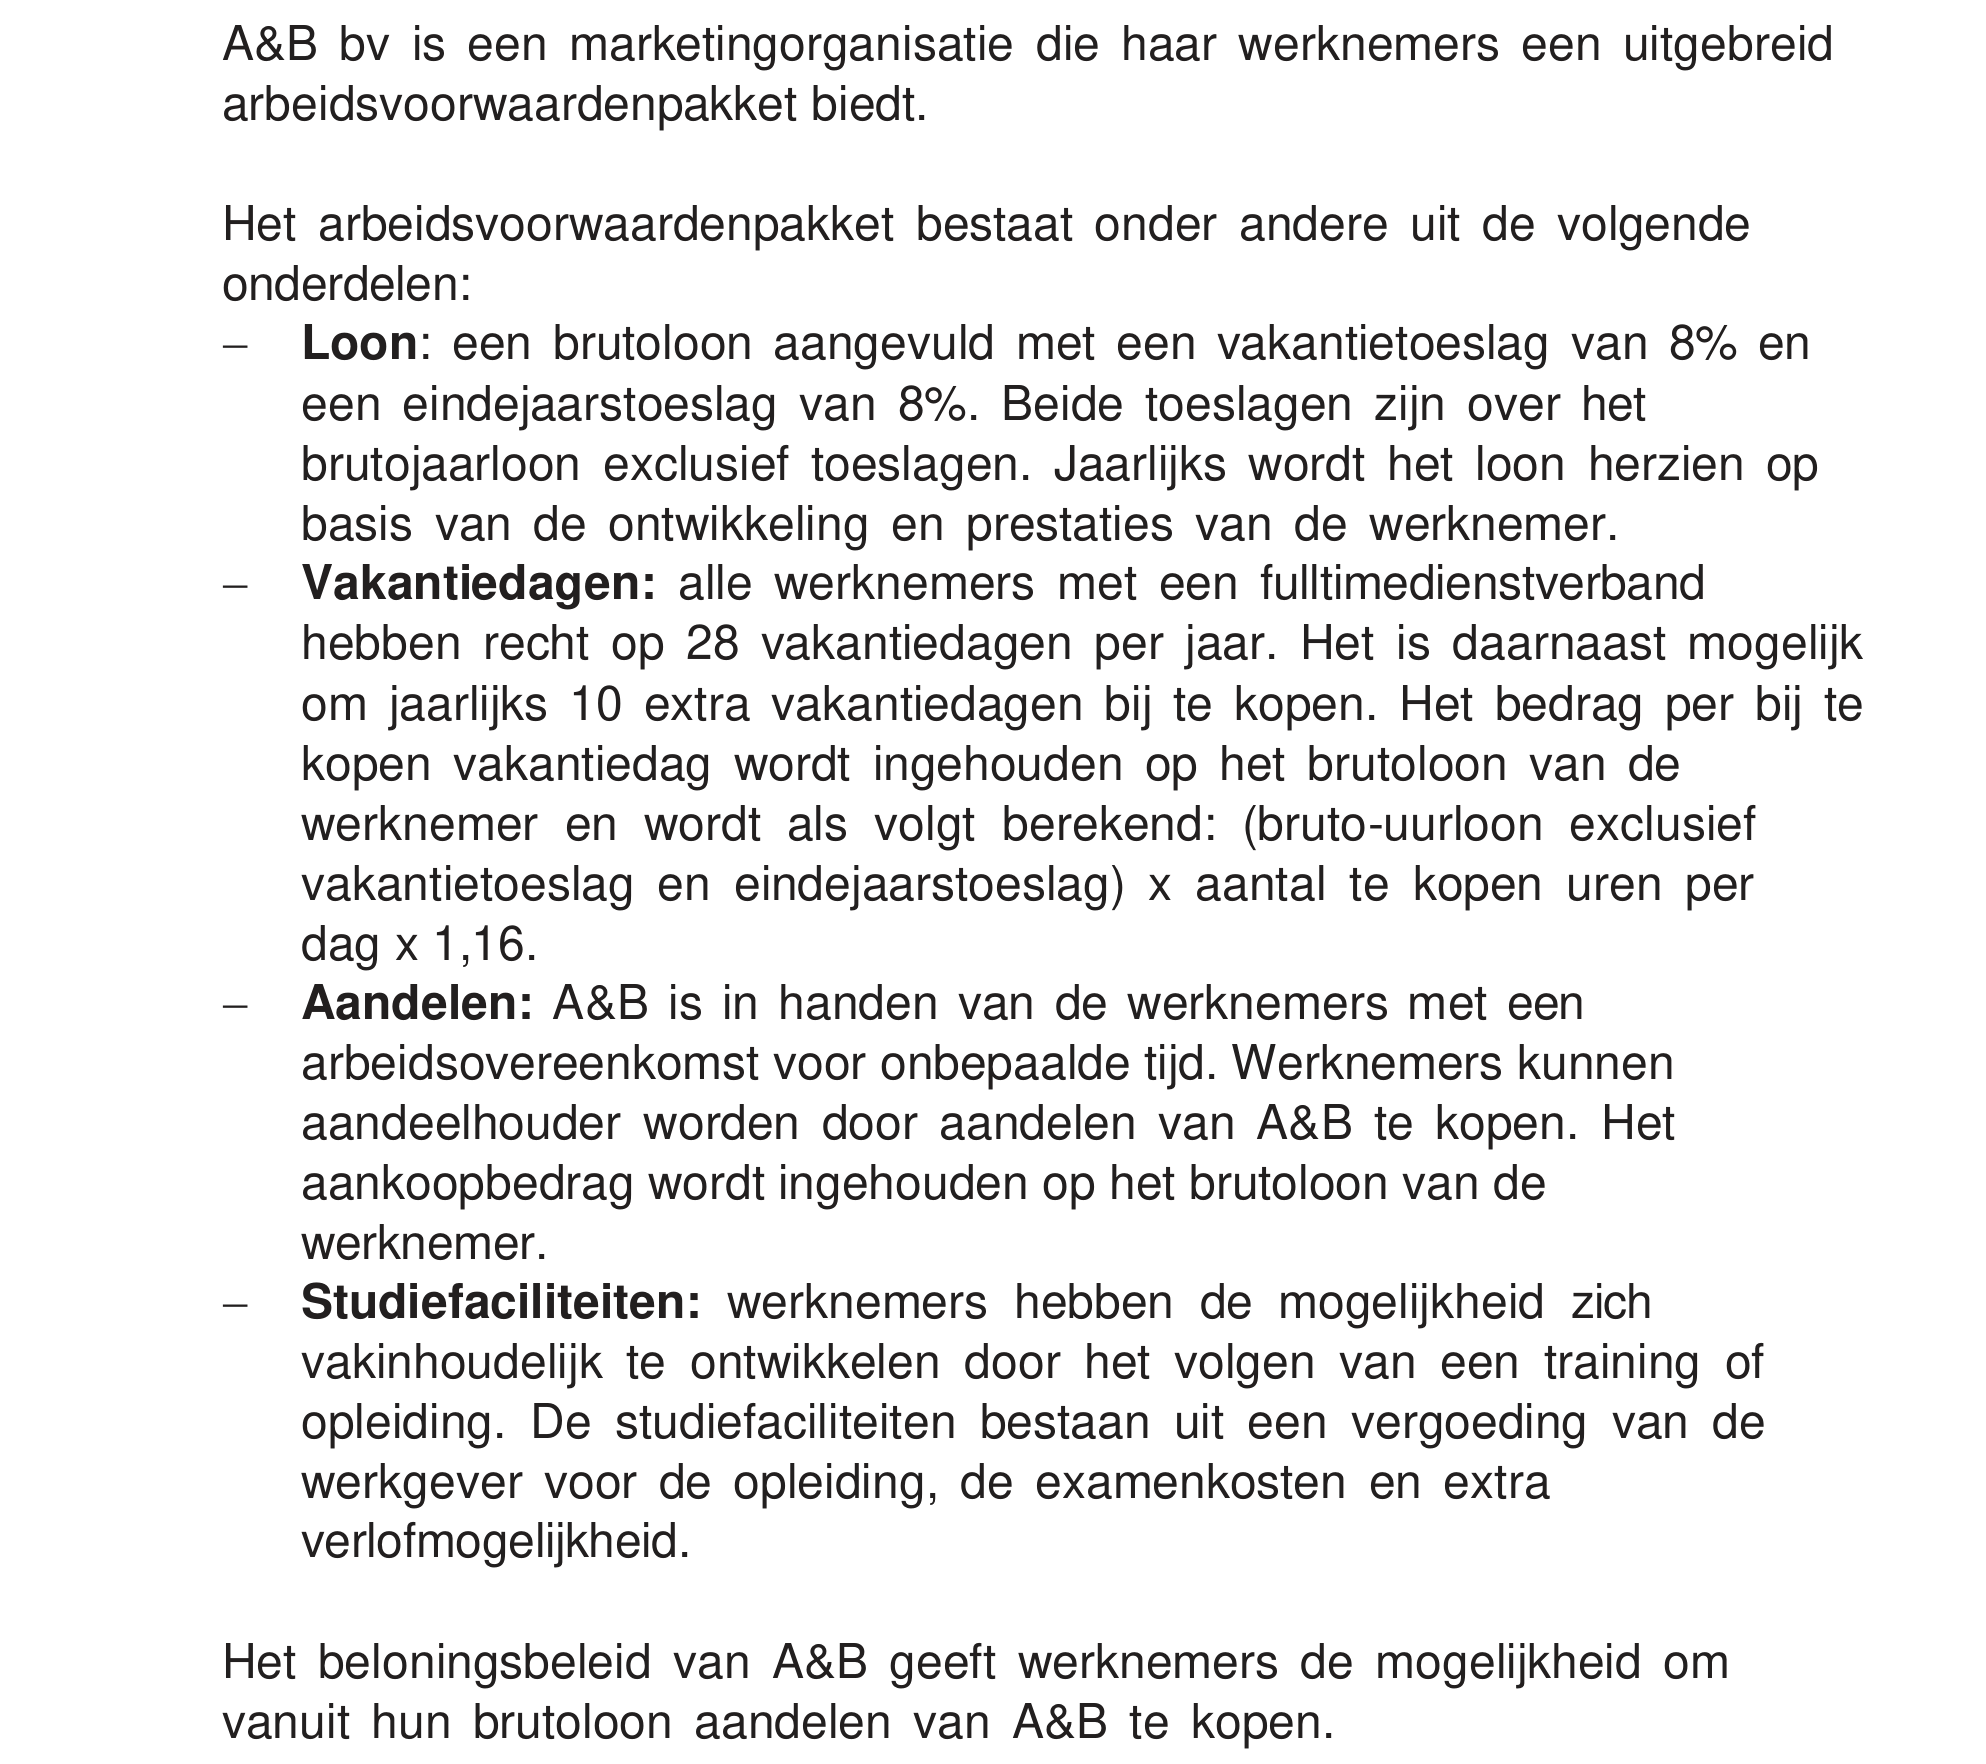 A&B bv is een marketingorganisatie die haar werknemers een uitgebreid
arbeidsvoorwaardenpakket biedt.
Het arbeidsvoorwaardenpakket bestaat onder andere uit de volgende
onderdelen:
– Loon: een brutoloon aangevuld met een vakantietoeslag van 8% en
een eindejaarstoeslag van 8%. Beide toeslagen zijn over het
brutojaarloon exclusief toeslagen. Jaarlijks wordt het loon herzien op
basis van de ontwikkeling en prestaties van de werknemer.
– Vakantiedagen: alle werknemers met een fulltimedienstverband
hebben recht op 28 vakantiedagen per jaar. Het is daarnaast mogelijk
om jaarlijks 10 extra vakantiedagen bij te kopen. Het bedrag per bij te
kopen vakantiedag wordt ingehouden op het brutoloon van de
werknemer en wordt als volgt berekend: (bruto-uurloon exclusief
vakantietoeslag en eindejaarstoeslag) x aantal te kopen uren per
dag x 1,16.
– Aandelen: A&B is in handen van de werknemers met een
arbeidsovereenkomst voor onbepaalde tijd. Werknemers kunnen
aandeelhouder worden door aandelen van A&B te kopen. Het
aankoopbedrag wordt ingehouden op het brutoloon van de
werknemer.
– Studiefaciliteiten: werknemers hebben de mogelijkheid zich
vakinhoudelijk te ontwikkelen door het volgen van een training of
opleiding. De studiefaciliteiten bestaan uit een vergoeding van de
werkgever voor de opleiding, de examenkosten en extra
verlofmogelijkheid.
Het beloningsbeleid van A&B geeft werknemers de mogelijkheid om
vanuit hun brutoloon aandelen van A&B te kopen.